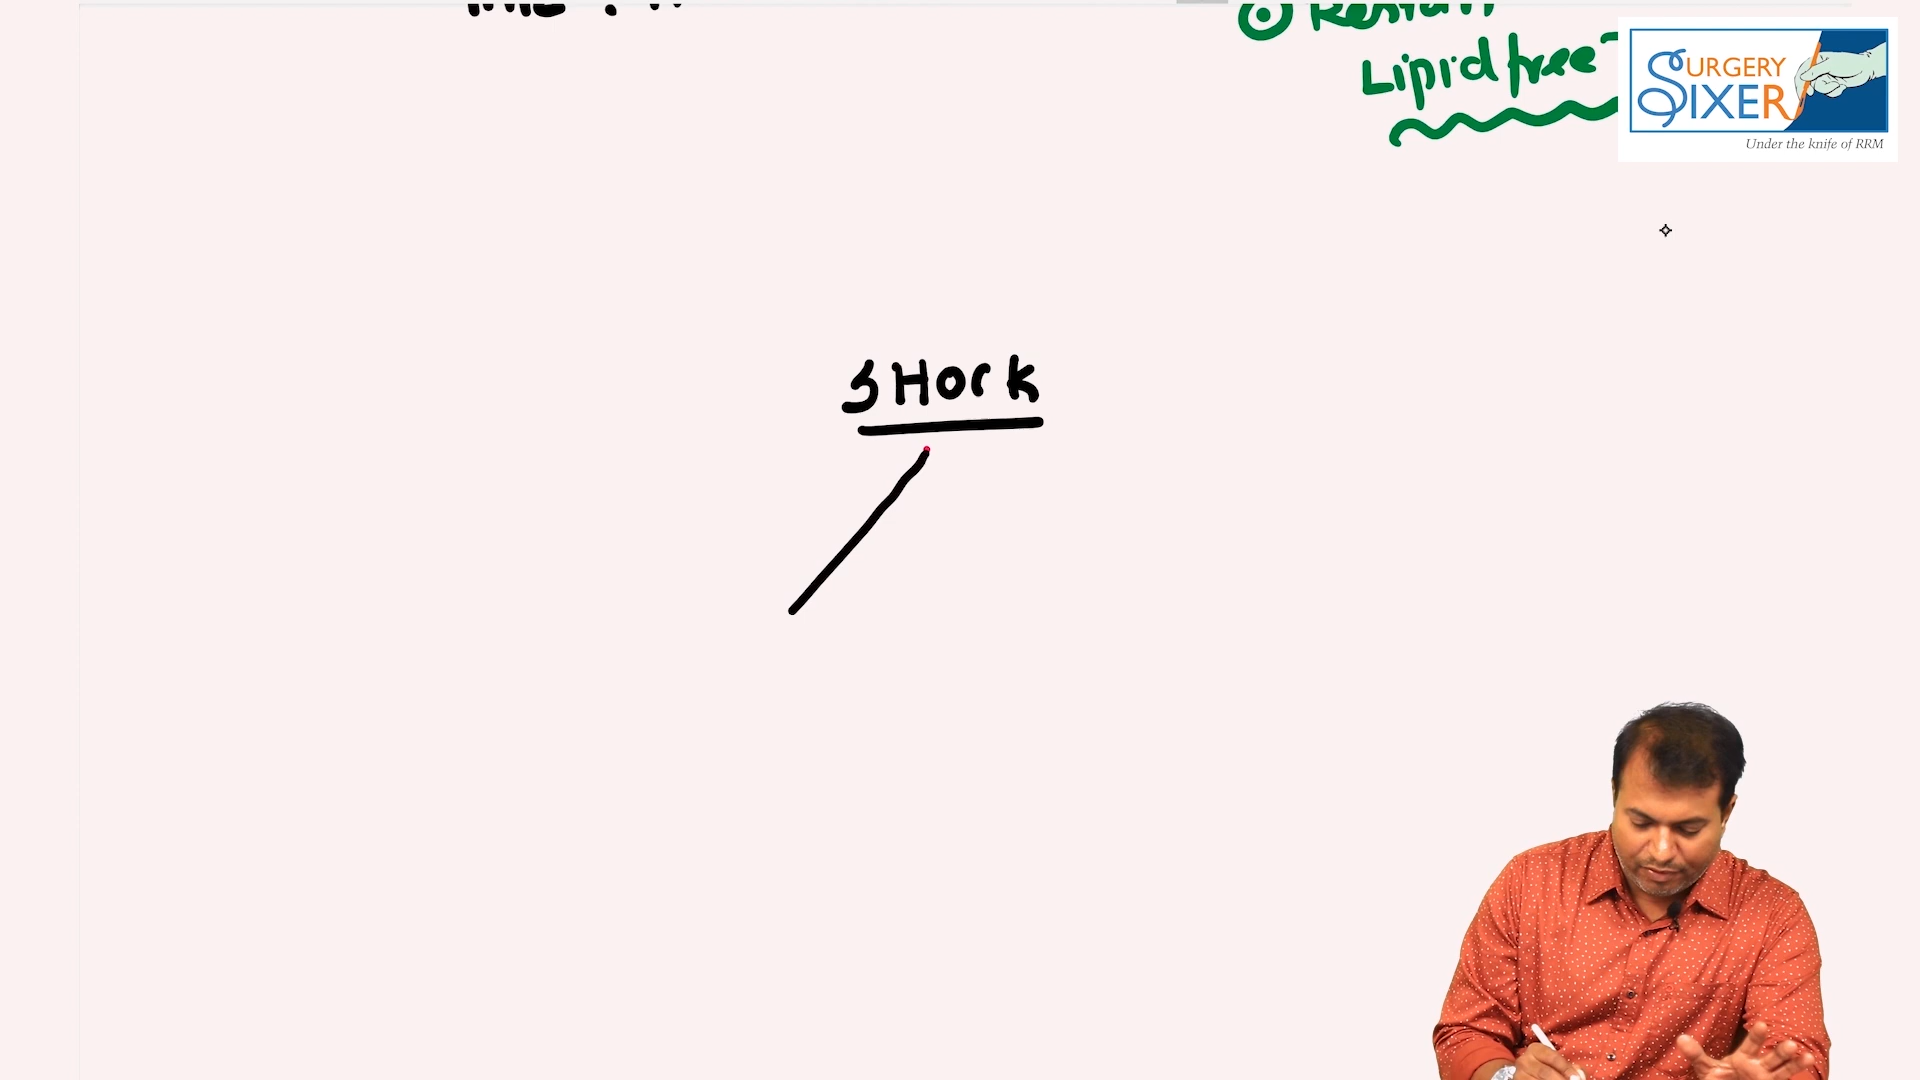 Lipid free
SURGERY
SIXER
Under the knife of RRM
SHock